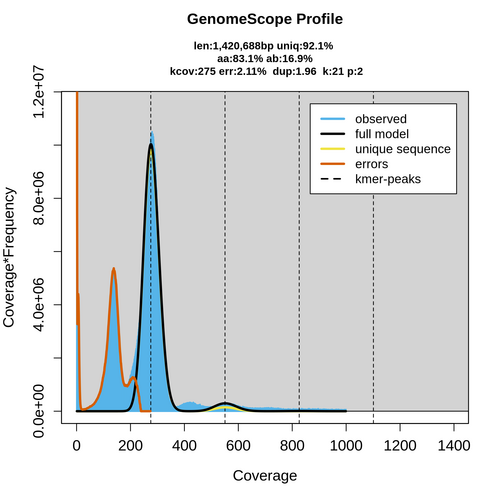 GenomeScope Profile
len:1,420,688bp uniq:92.1%
aa:83.1% ab:16.9%
kcov:275 err:2.11% dup:1.96 k:21 p:2
Coverage*Frequency
1.2e+07
8.0e+06
4.0e+06
0.0e+00
observed
full model
unique sequence
errors
kmer-peaks
0 200 400 600 800 1000 1200 1400
Coverage